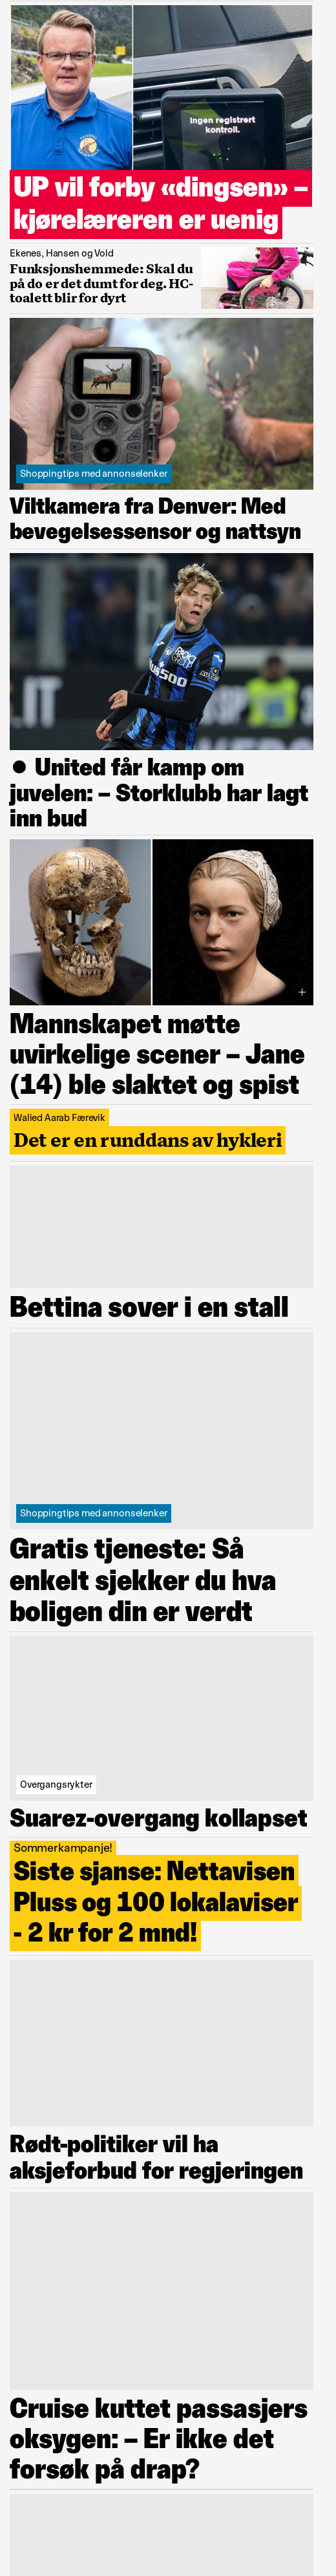 Ingen registrert
kontroll.
UP vil forby «dingsen» –
kjørelæreren er uenig
Ekenes, Hansen og Vold
Funksjonshemmede: Skal du
på do er det dumt for deg. HC-
toalett blir for dyrt
Shoppingtips med annonselenker
Viltkamera fra Denver: Med
bevegelsessensor og nattsyn
RADICI
GROUP
AUS500
● United får kamp om
juvelen: – Storklubb har lagt
inn bud
Mannskapet møtte
uvirkelige scener – Jane
(14) ble slaktet og spist
Walied Aarab Færevik
Det er en runddans av hykleri
Bettina sover i en stall
Shoppingtips med annonselenker
Gratis tjeneste: Så
enkelt sjekker du hva
boligen din er verdt
Overgangsrykter
Suarez-overgang kollapset
Sommerkampanje!
Siste sjanse: Nettavisen
Pluss og 100 lokalaviser
- 2 kr for 2 mnd!
Rødt-politiker vil ha
aksjeforbud for regjeringen
Cruise kuttet passasjers
oksygen: – Er ikke det
forsøk på drap?